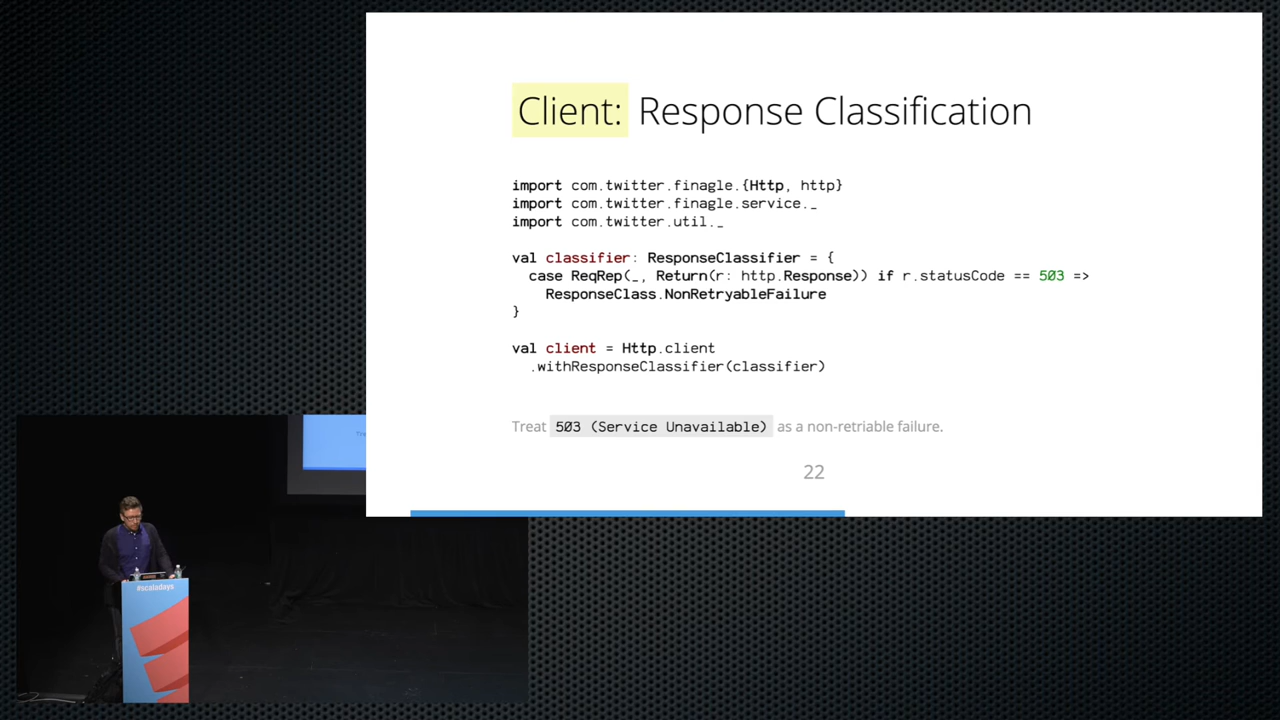 Client: Response Classification
import com.twitter.finagle.{Http, http}
import com.twitter.finagle.service._
import com.twitter.util._
val classifier: ResponseClassifier = {
case ReqRep(_, Return(r: http.Response)) if r.statusCode == 503 =>
ResponseClass.NonRetryableFailure
}
val client = Http.client
.withResponseClassifier(classifier)
Treat 503 (Service Unavailable) as a non-retriable failure.
22
#scaladays